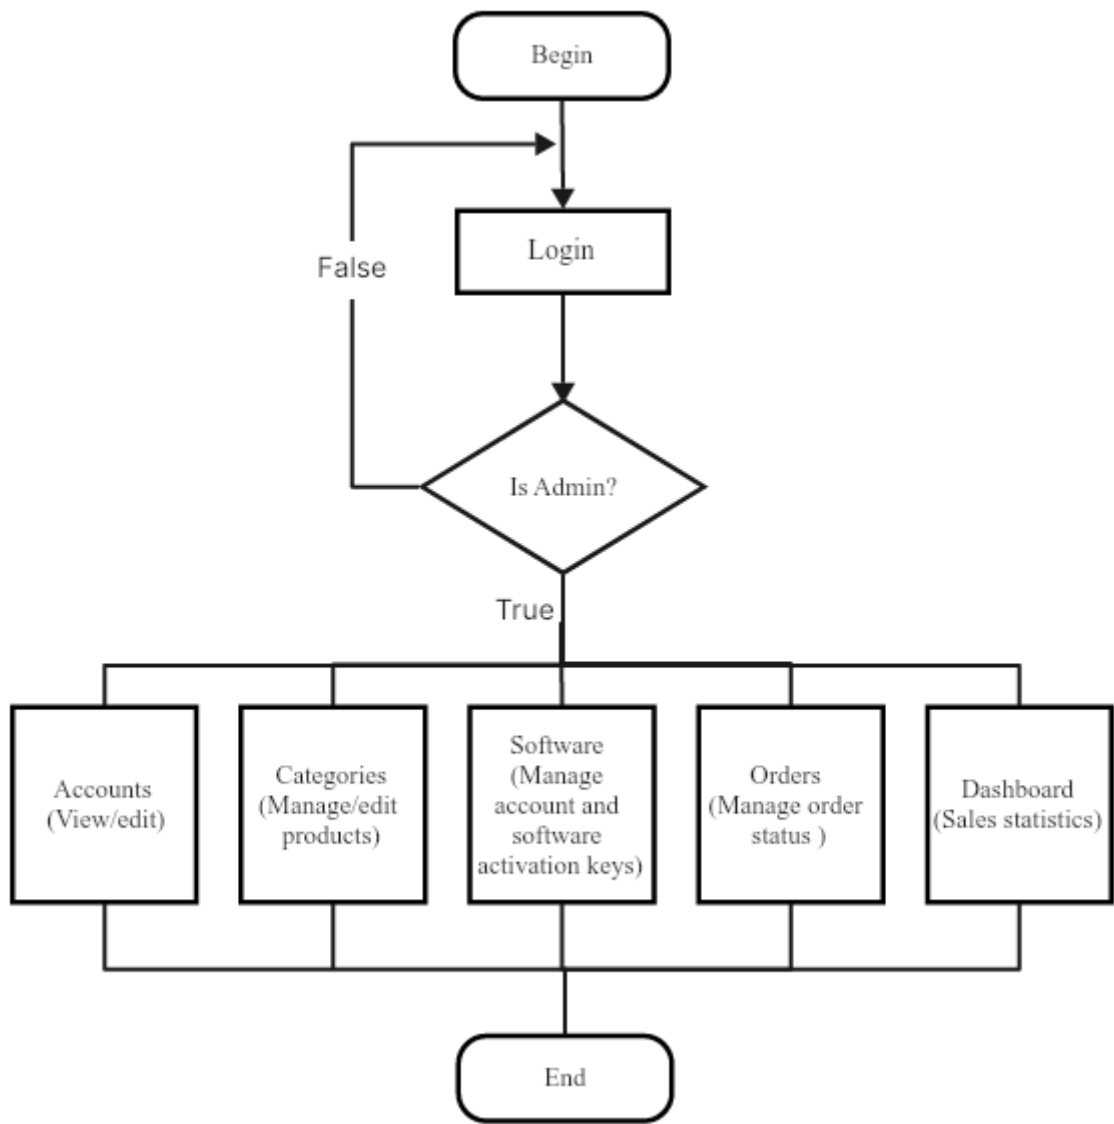 Begin
Login
False
Is Admin?
True
Accounts
(View/edit)
Categories
(Manage/edit
products)
Software
(Manage
account and
software
activation keys)
Orders
(Manage order
status )
Dashboard
(Sales statistics)
End